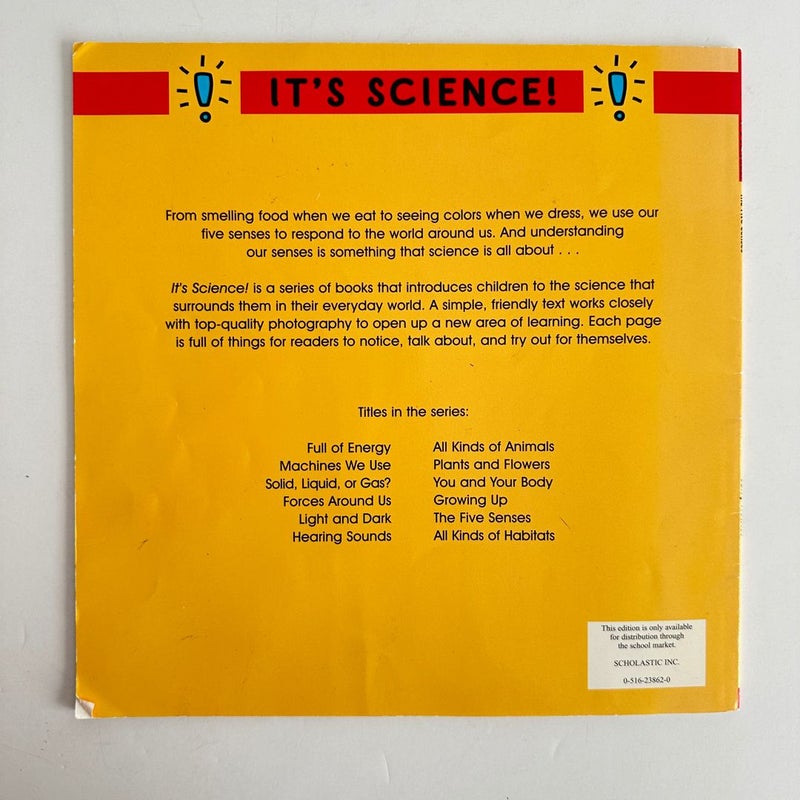 IT'S SCIENCE!
From smelling food when we eat to seeing colors when we dress, we use our
five senses to respond to the world around us. And understanding
our senses is something that science is all about . . .
It's Science! is a series of books that introduces children to the science that
surrounds them in their everyday world. A simple, friendly text works closely
with top-quality photography to open up a new area of learning. Each page
is full of things for readers to notice, talk about, and try out for themselves.
Titles in the series:
Full of Energy
Machines We Use
Solid, Liquid, or Gas?
Forces Around Us
Light and Dark
Hearing Sounds
All Kinds of Animals
Plants and Flowers
You and Your Body
Growing Up
The Five Senses
All Kinds of Habitats
This edition is only available
for distribution through
the school market.
SCHOLASTIC INC.
0-516-23862-0